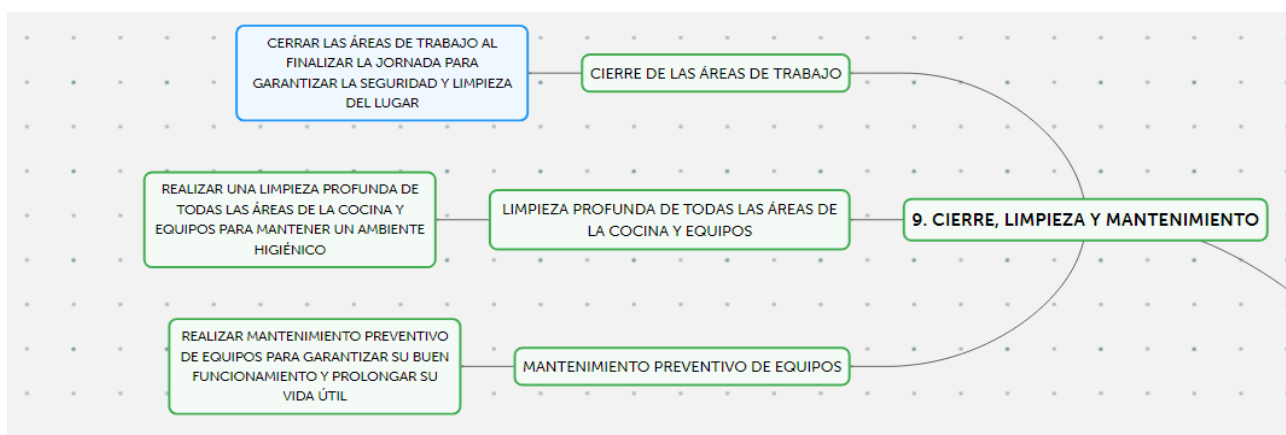 CERRAR LAS ÁREAS DE TRABAJO AL
FINALIZAR LA JORNADA PARA
GARANTIZAR LA SEGURIDAD Y LIMPIEZA
DEL LUGAR
CIERRE DE LAS ÁREAS DE TRABAJO
REALIZAR UNA LIMPIEZA PROFUNDA DE
TODAS LAS ÁREAS DE LA COCINA Y
EQUIPOS PARA MANTENER UN AMBIENTE
HIGIÉNICO
LIMPIEZA PROFUNDA DE TODAS LAS ÁREAS DE
LA COCINA Y EQUIPOS
9. CIERRE, LIMPIEZA Y MANTENIMIENTO
REALIZAR MANTENIMIENTO PREVENTIVO
DE EQUIPOS PARA GARANTIZAR SU BUEN
FUNCIONAMIENTO Y PROLONGAR SU
VIDA ÚTIL
MANTENIMIENTO PREVENTIVO DE EQUIPOS